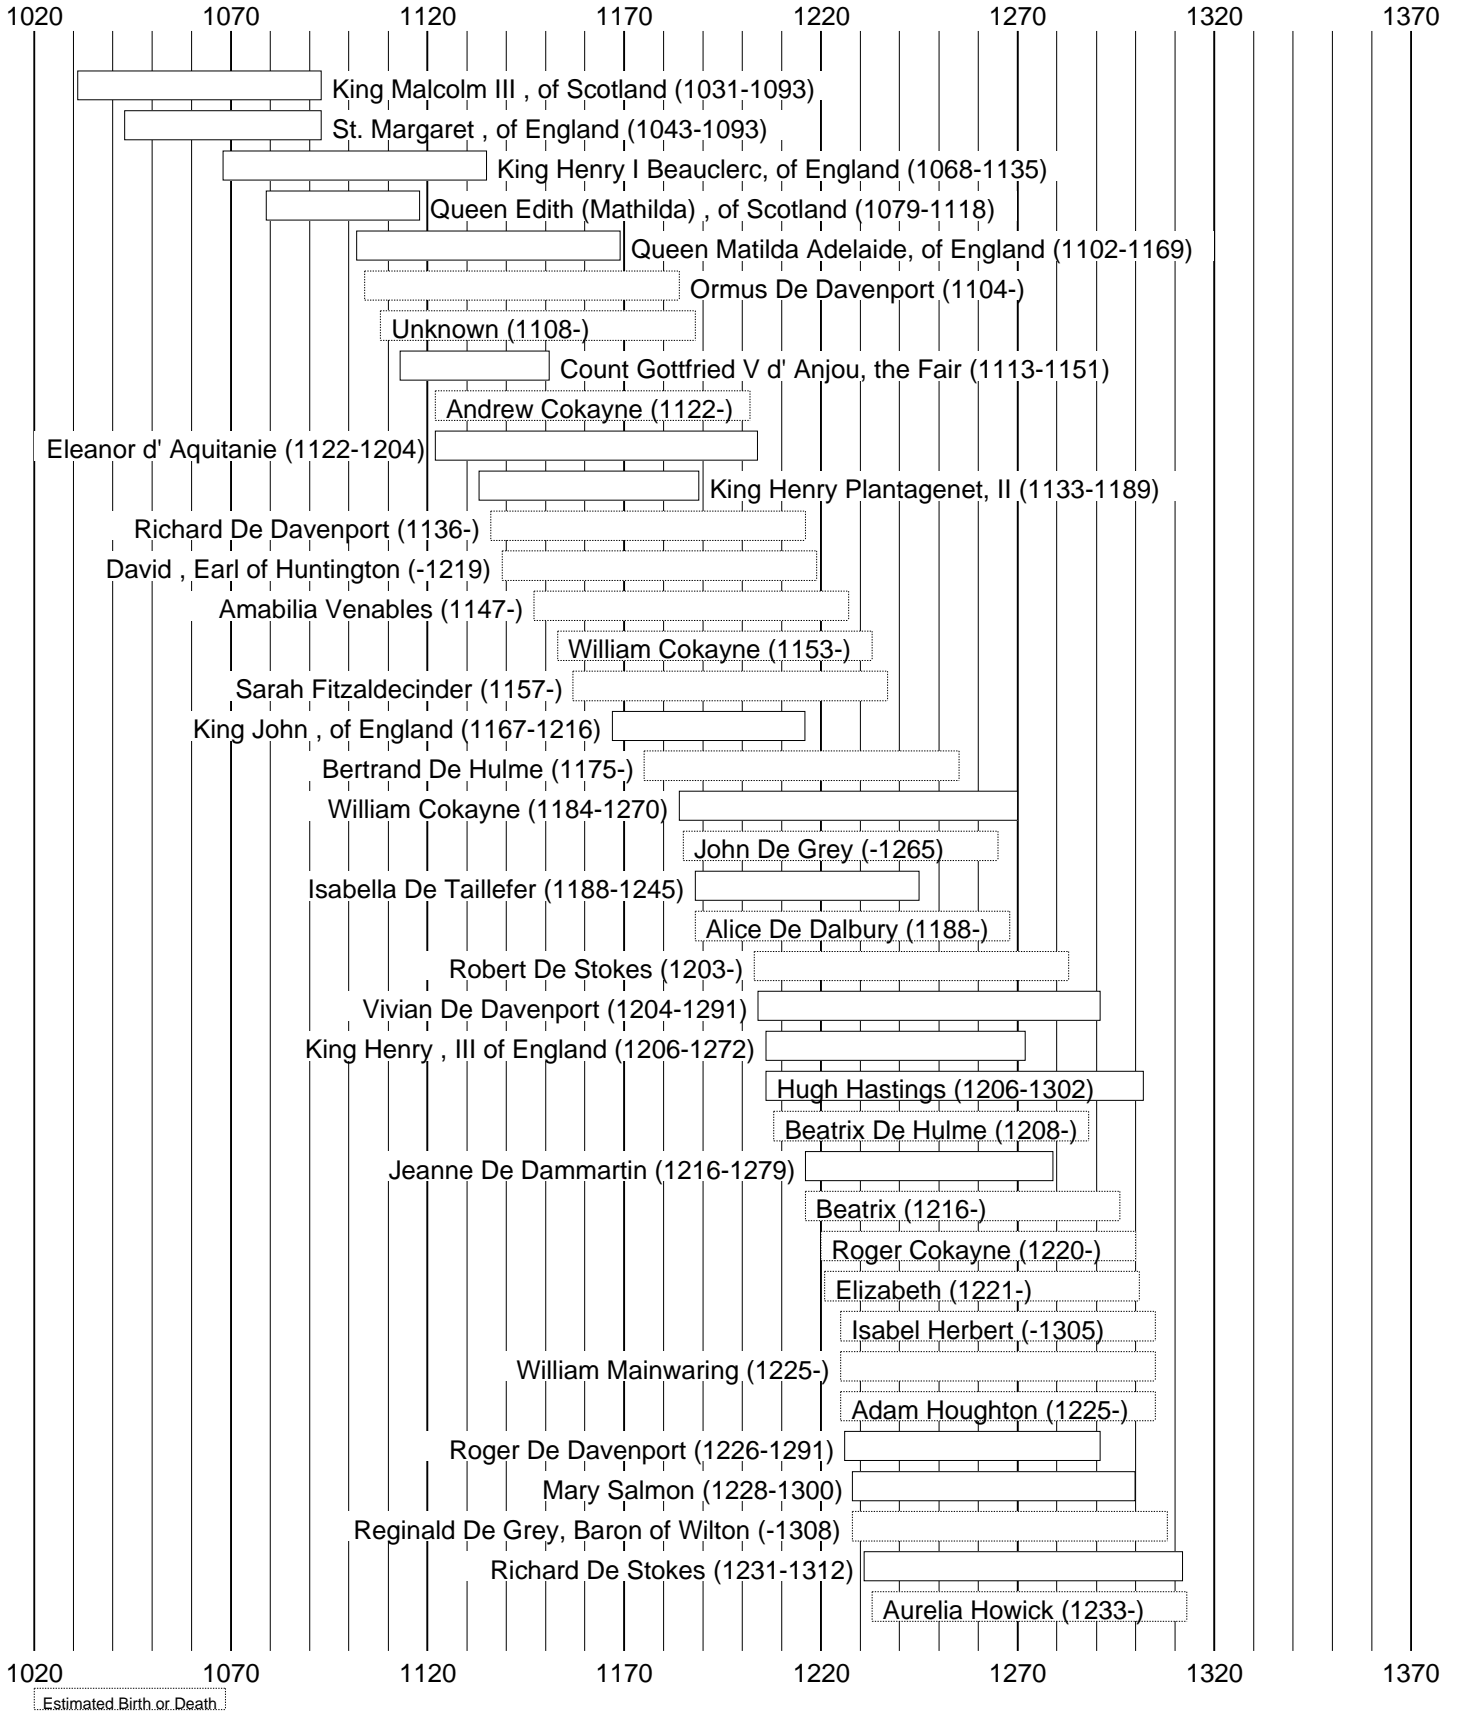 1020 1070 1120 1170 1220 1270 1320 1370
King Malcolm III , of Scotland (1031-1093)
St. Margaret , of England (1043-1093)
King Henry I Beauclerc, of England (1068-1135)
Queen Edith (Mathilda) , of Scotland (1079-1118)
Queen Matilda Adelaide, of England (1102-1169)
Ormus De Davenport (1104-)
Unknown (1108-)
Count Gottfried V d' Anjou, the Fair (1113-1151)
Andrew Cokayne (1122-)
Eleanor d' Aquitanie (1122-1204)
King Henry Plantagenet, II (1133-1189)
Richard De Davenport (1136-)
David , Earl of Huntington (-1219)
Amabilia Venables (1147-)
William Cokayne (1153-)
Sarah Fitzaldecinder (1157-)
King John , of England (1167-1216)
Bertrand De Hulme (1175-)
William Cokayne (1184-1270)
John De Grey (-1265)
Isabella De Taillefer (1188-1245)
Alice De Dalbury (1188-)
Robert De Stokes (1203-)
Vivian De Davenport (1204-1291)
King Henry , III of England (1206-1272)
Hugh Hastings (1206-1302)
Beatrix De Hulme (1208-)
Jeanne De Dammartin (1216-1279)
Beatrix (1216-)
Roger Cokayne (1220-)
Elizabeth (1221-)
Isabel Herbert (-1305)
William Mainwaring (1225-)
Adam Houghton (1225-)
Roger De Davenport (1226-1291)
Mary Salmon (1228-1300)
Reginald De Grey, Baron of Wilton (-1308)
Richard De Stokes (1231-1312)
Aurelia Howick (1233-)
1020 1070 1120 1170 1220 1270 1320 1370
Estimated Birth or Death